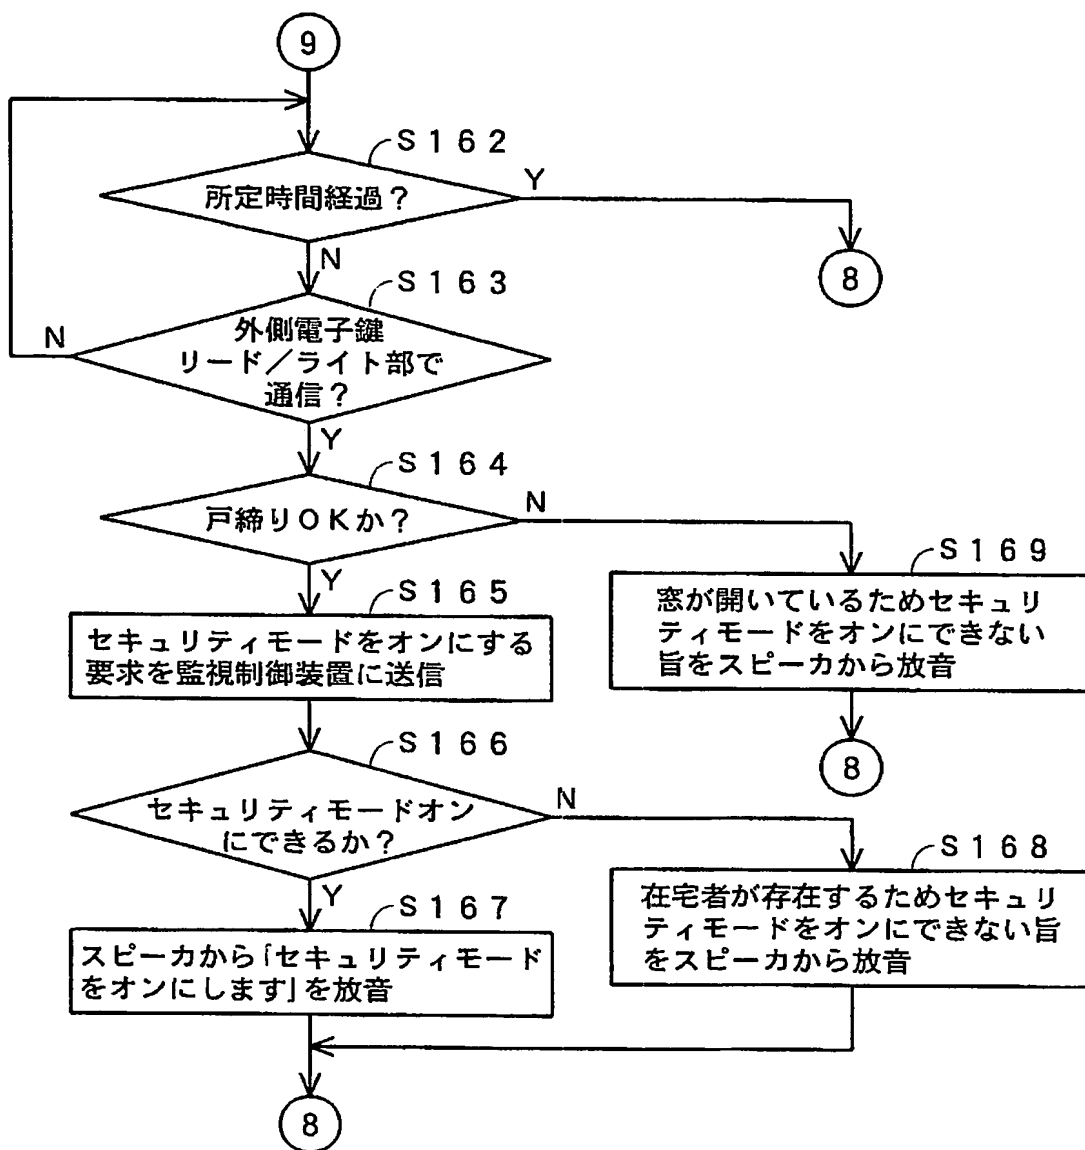 9
S162
所定時間経過？
Y
N
8
S163
外側電子鍵
リード／ライト部で
通信？
N
Y
S164
戸締りOKか？
N
Y
S169
窓が開いているためセキュリ
ティモードをオンにできない
旨をスピーカから放音
8
S165
セキュリティモードをオンにする
要求を監視制御装置に送信
S166
セキュリティモードオン
にできるか？
N
Y
S168
在宅者が存在するためセキュリ
ティモードをオンにできない旨
をスピーカから放音
S167
スピーカから「セキュリティモード
をオンにします」を放音
8